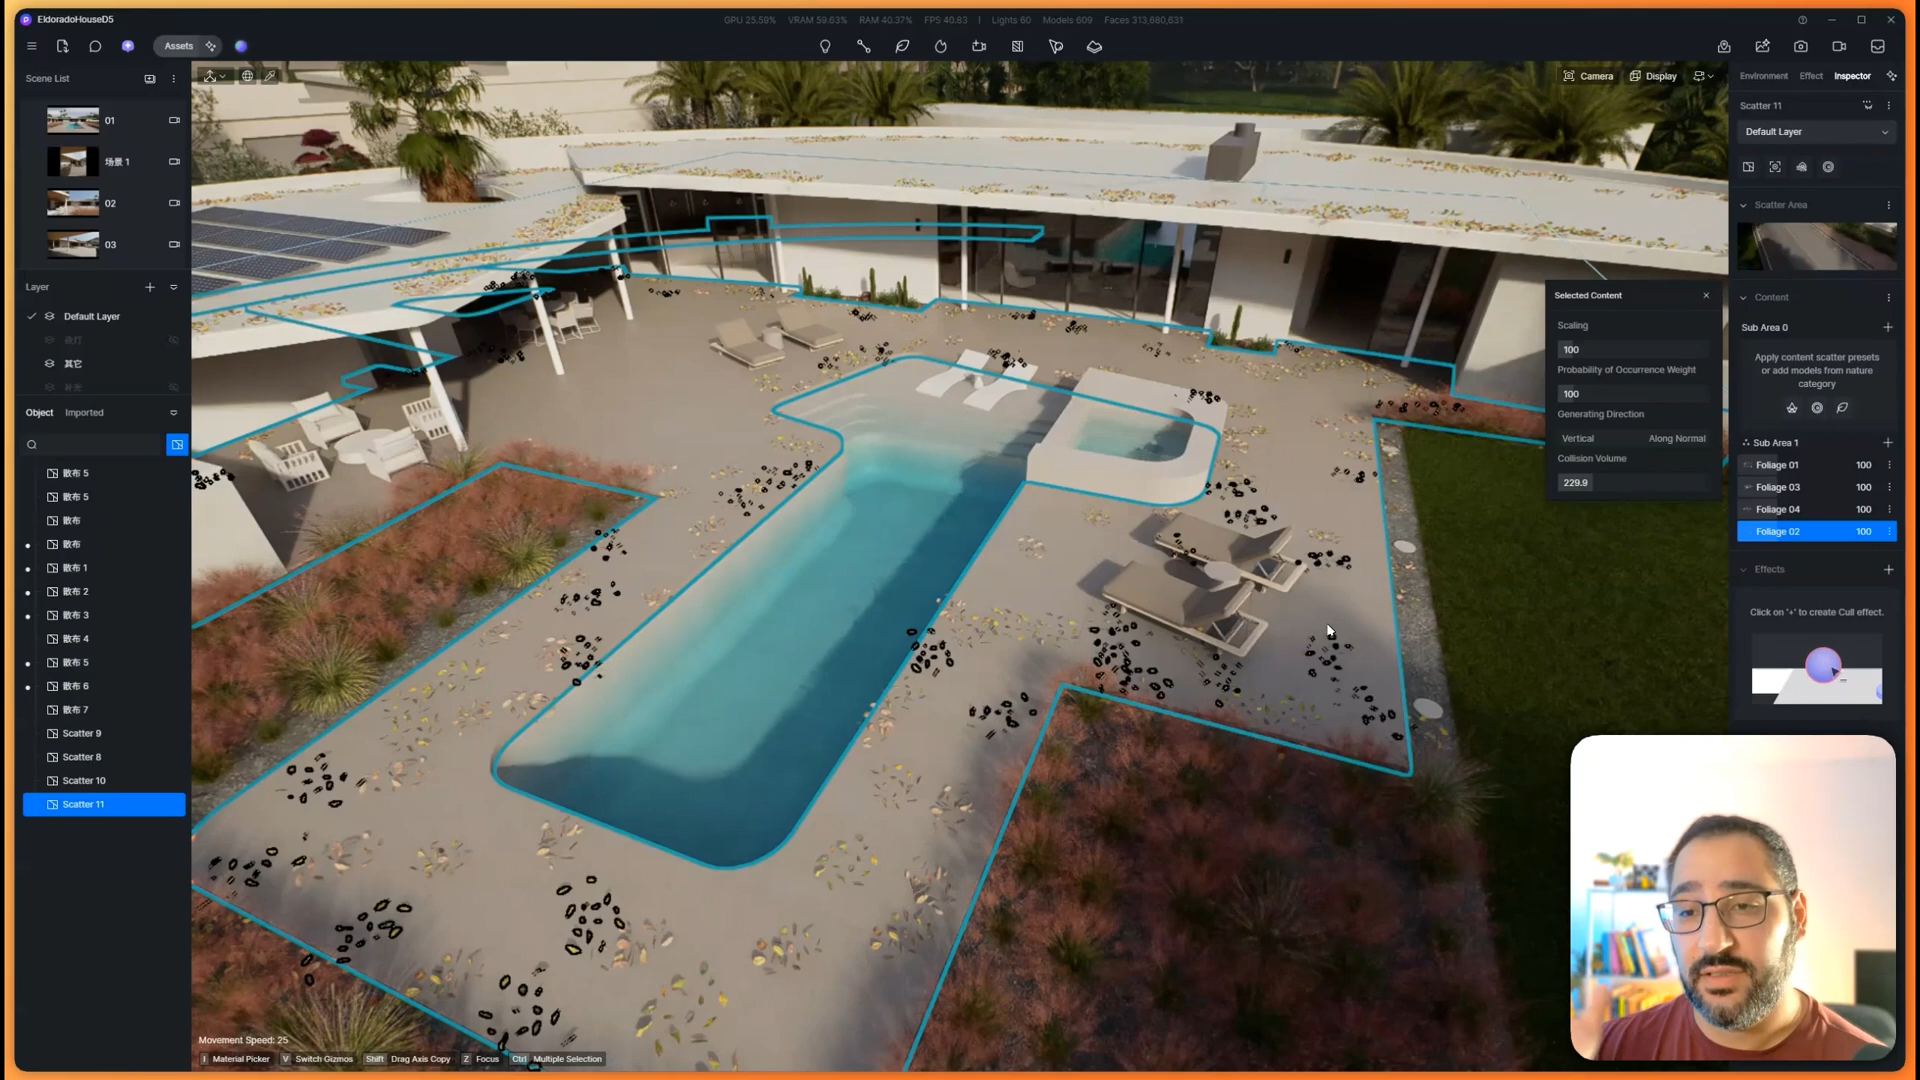 EldoradoHouseD5
GPU 25.59% VRAM 59.63% RAM 40.37% FPS 40.83 | Lights 60 Models 609 Faces 313,680,631
Assets
Scene List
01
场景 1
02
03
Layer
Default Layer
其它
Object Imported
散布 5
散布 5
散布
散布
散布 1
散布 2
散布 3
散布 4
散布 5
散布 6
散布 7
Scatter 9
Scatter 8
Scatter 10
Scatter 11
Camera Display
Movement Speed: 25
I Material Picker V Switch Gizmos Shift Drag Axis Copy Z Focus Ctrl Multiple Selection
Selected Content
Scaling
100
Probability of Occurrence Weight
100
Generating Direction
Vertical Along Normal
Collision Volume
229.9
Environment Effect Inspector
Scatter 11
Default Layer
Scatter Area
Content
Sub Area 0
Apply content scatter presets
or add models from nature
category
Sub Area 1
Foliage 01 100
Foliage 03 100
Foliage 04 100
Foliage 02 100
Effects
Click on '+' to create Cull effect.